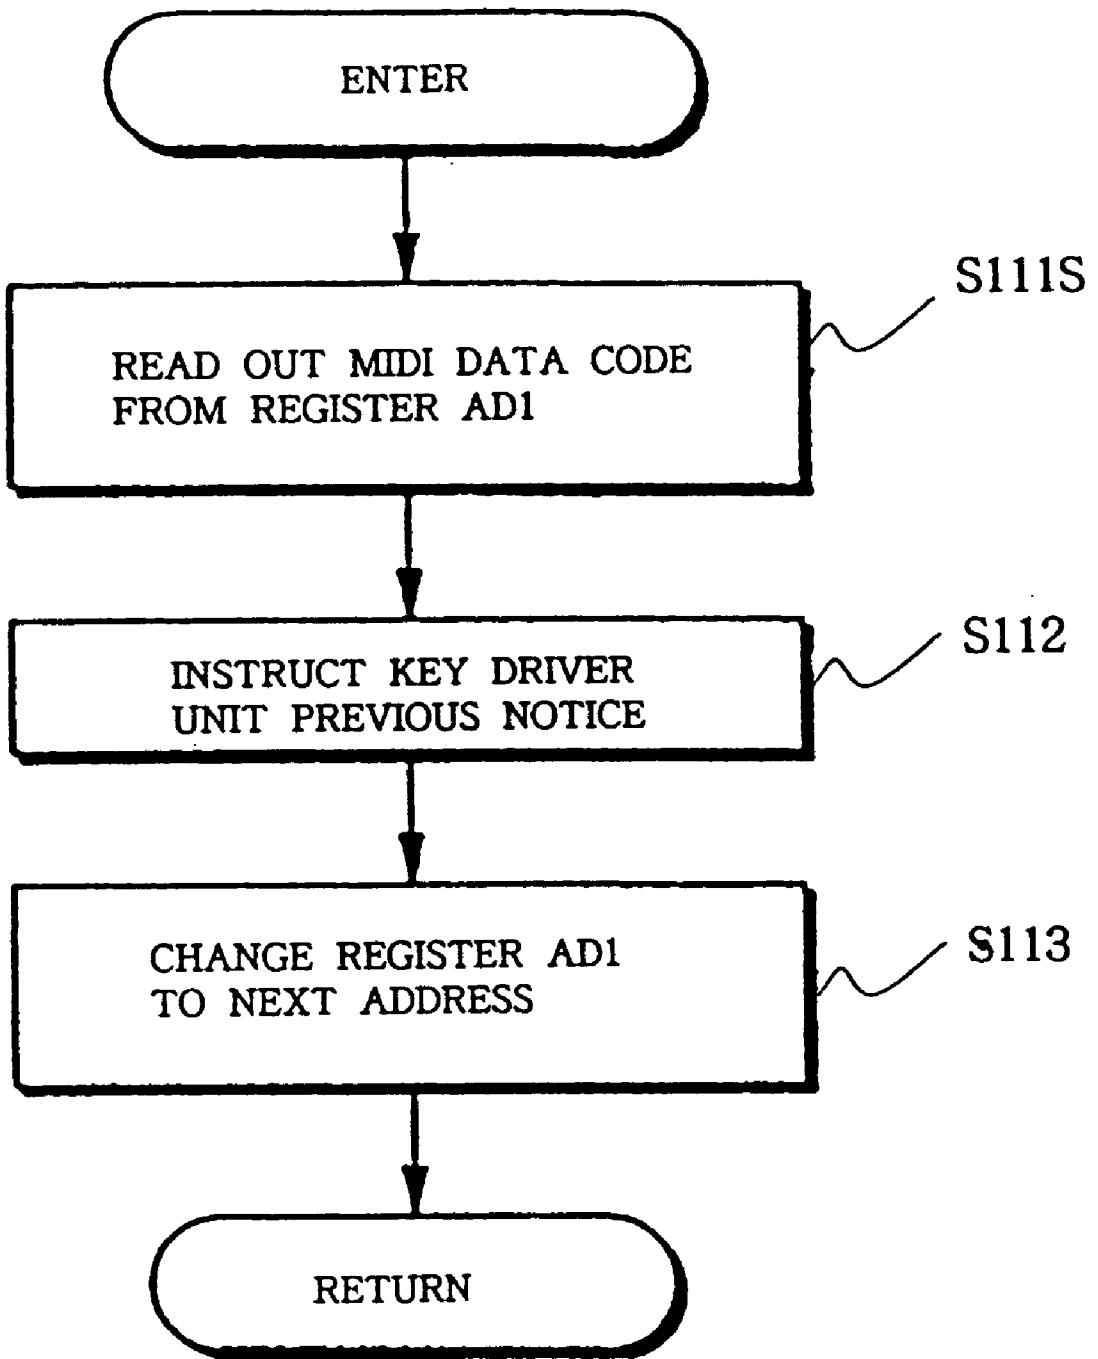 ENTER
S111S
READ OUT MIDI DATA CODE
FROM REGISTER AD1
S112
INSTRUCT KEY DRIVER
UNIT PREVIOUS NOTICE
S113
CHANGE REGISTER AD1
TO NEXT ADDRESS
RETURN